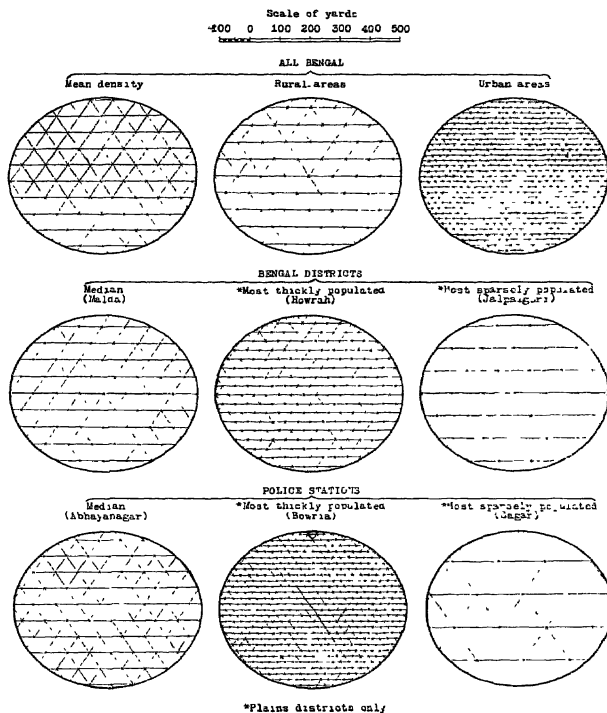 Scale of yards
100 0 100 200 300 400 500
ALL BENGAL
Mean density Rural areas Urban areas
BENGAL DISTRICTS
Median *Most thickly populated *Most sparsely populated
(Malda) (Howrah) (Jalpaiguri)
POLICE STATIONS
Median *Most thickly populated *Most sparsely populated
(Abhayanagar) (Bowria) (Sagar)
*Plains districts only